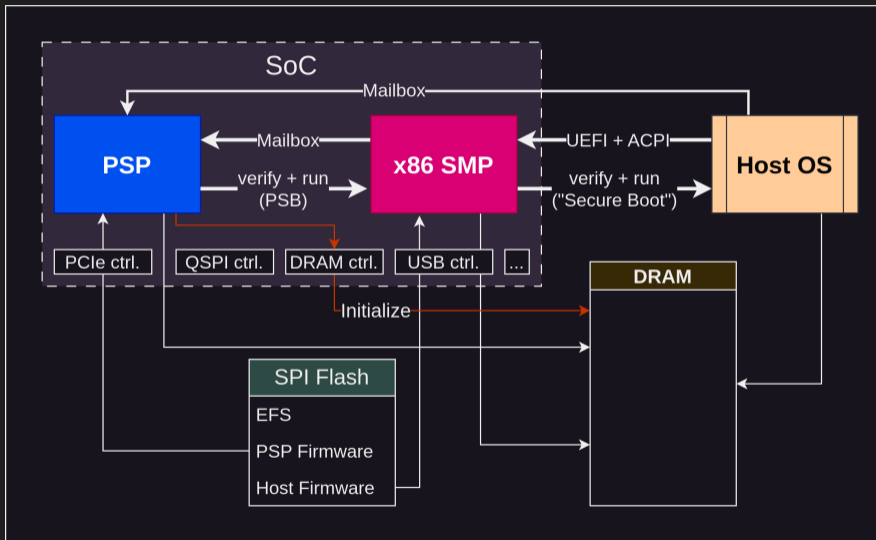 SoC
Mailbox
PSP
Mailbox
x86 SMP
UEFI + ACPI
Host OS
verify + run
(PSB)
verify + run
("Secure Boot")
PCIe ctrl.
QSPI ctrl.
DRAM ctrl.
USB ctrl.
...
DRAM
Initialize
SPI Flash
EFS
PSP Firmware
Host Firmware